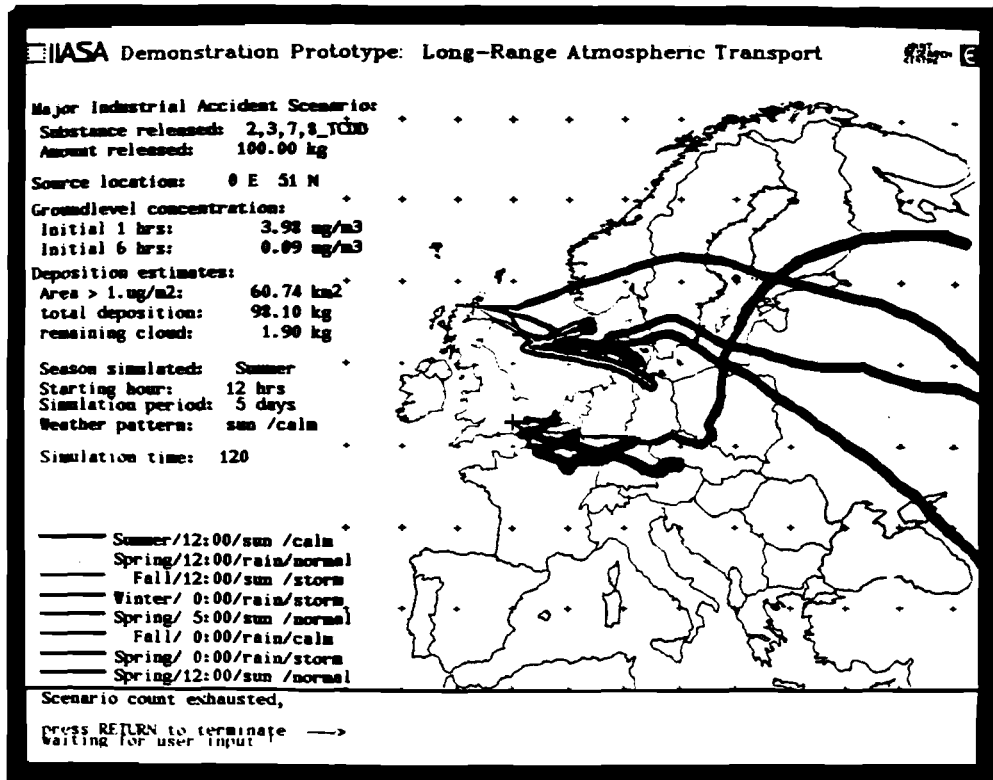 IIASA Demonstration Prototype: Long-Range Atmospheric Transport
Major Industrial Accident Scenario:
Substance released: 2,3,7,8_TCDD
Amount released: 100.00 kg
Source location: 0 E 51 N
Groundlevel concentration:
Initial 1 hrs: 3.98 mg/m3
Initial 6 hrs: 0.09 mg/m3
Deposition estimates:
Area > 1.ug/m2: 60.74 km2
total deposition: 98.10 kg
remaining cloud: 1.90 kg
Season simulated: Summer
Starting hour: 12 hrs
Simulation period: 5 days
Weather pattern: sun /calm
Simulation time: 120
Summer/12:00/sun /calm
Spring/12:00/rain/normal
Fall/12:00/sun /storm
Winter/ 0:00/rain/storm
Spring/ 5:00/sun /normal
Fall/ 0:00/rain/calm
Spring/ 0:00/rain/storm
Spring/12:00/sun /normal
Scenario count exhausted,
press RETURN to terminate --->
Waiting for user input